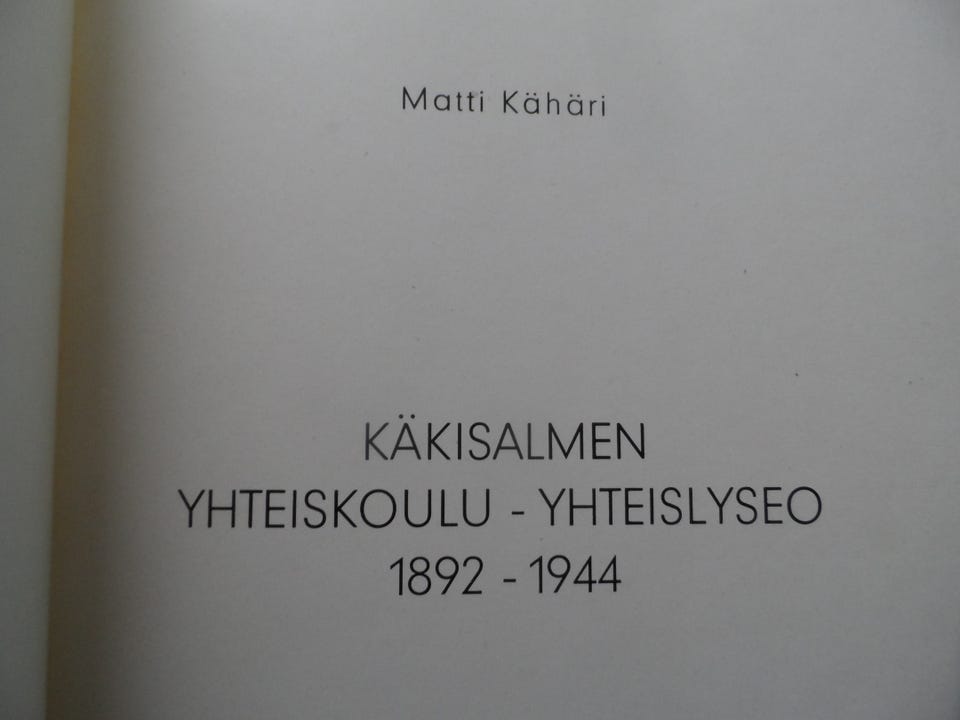 Matti Kähäri
KÄKISALMEN
YHTEISKOULU - YHTEISLYSEO
1892 - 1944